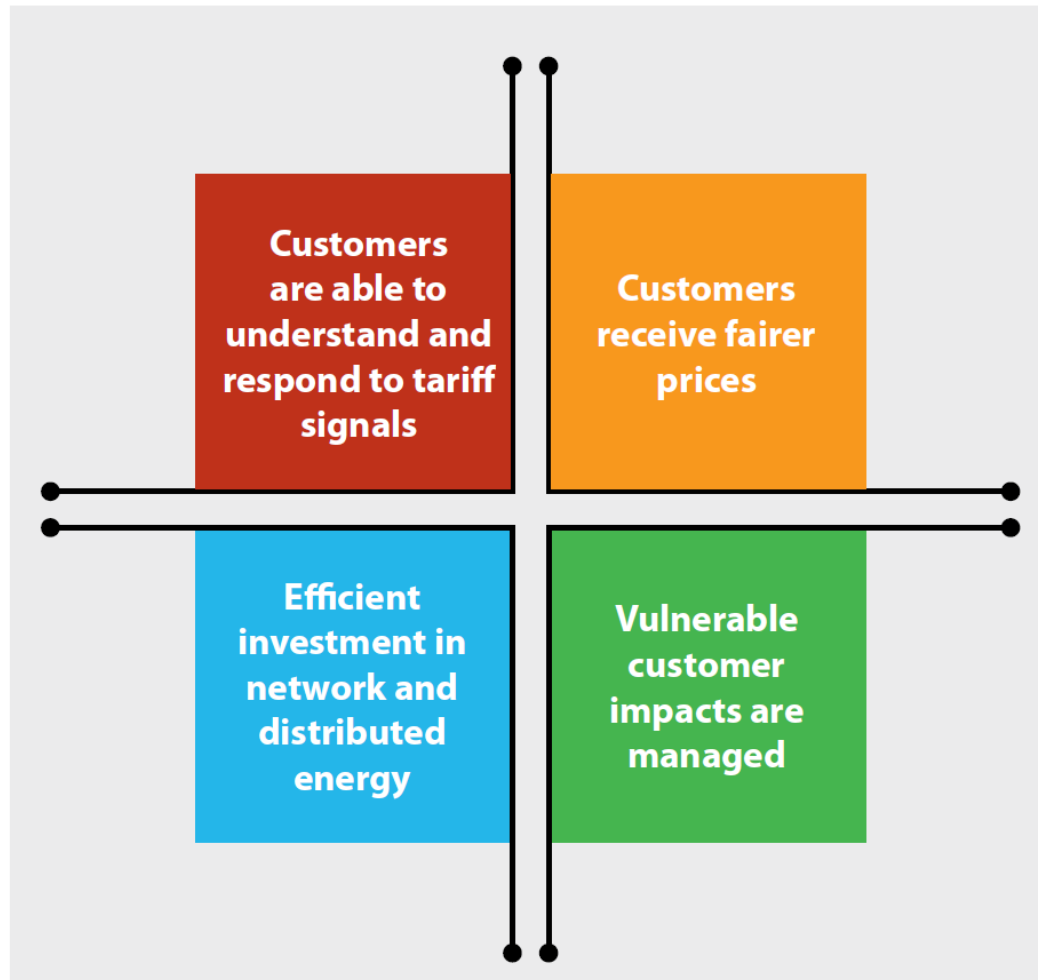 Customers
are able to
understand and
respond to tariff
signals
Customers
receive fairer
prices
Efficient
investment in
network and
distributed
energy
Vulnerable
customer
impacts are
managed